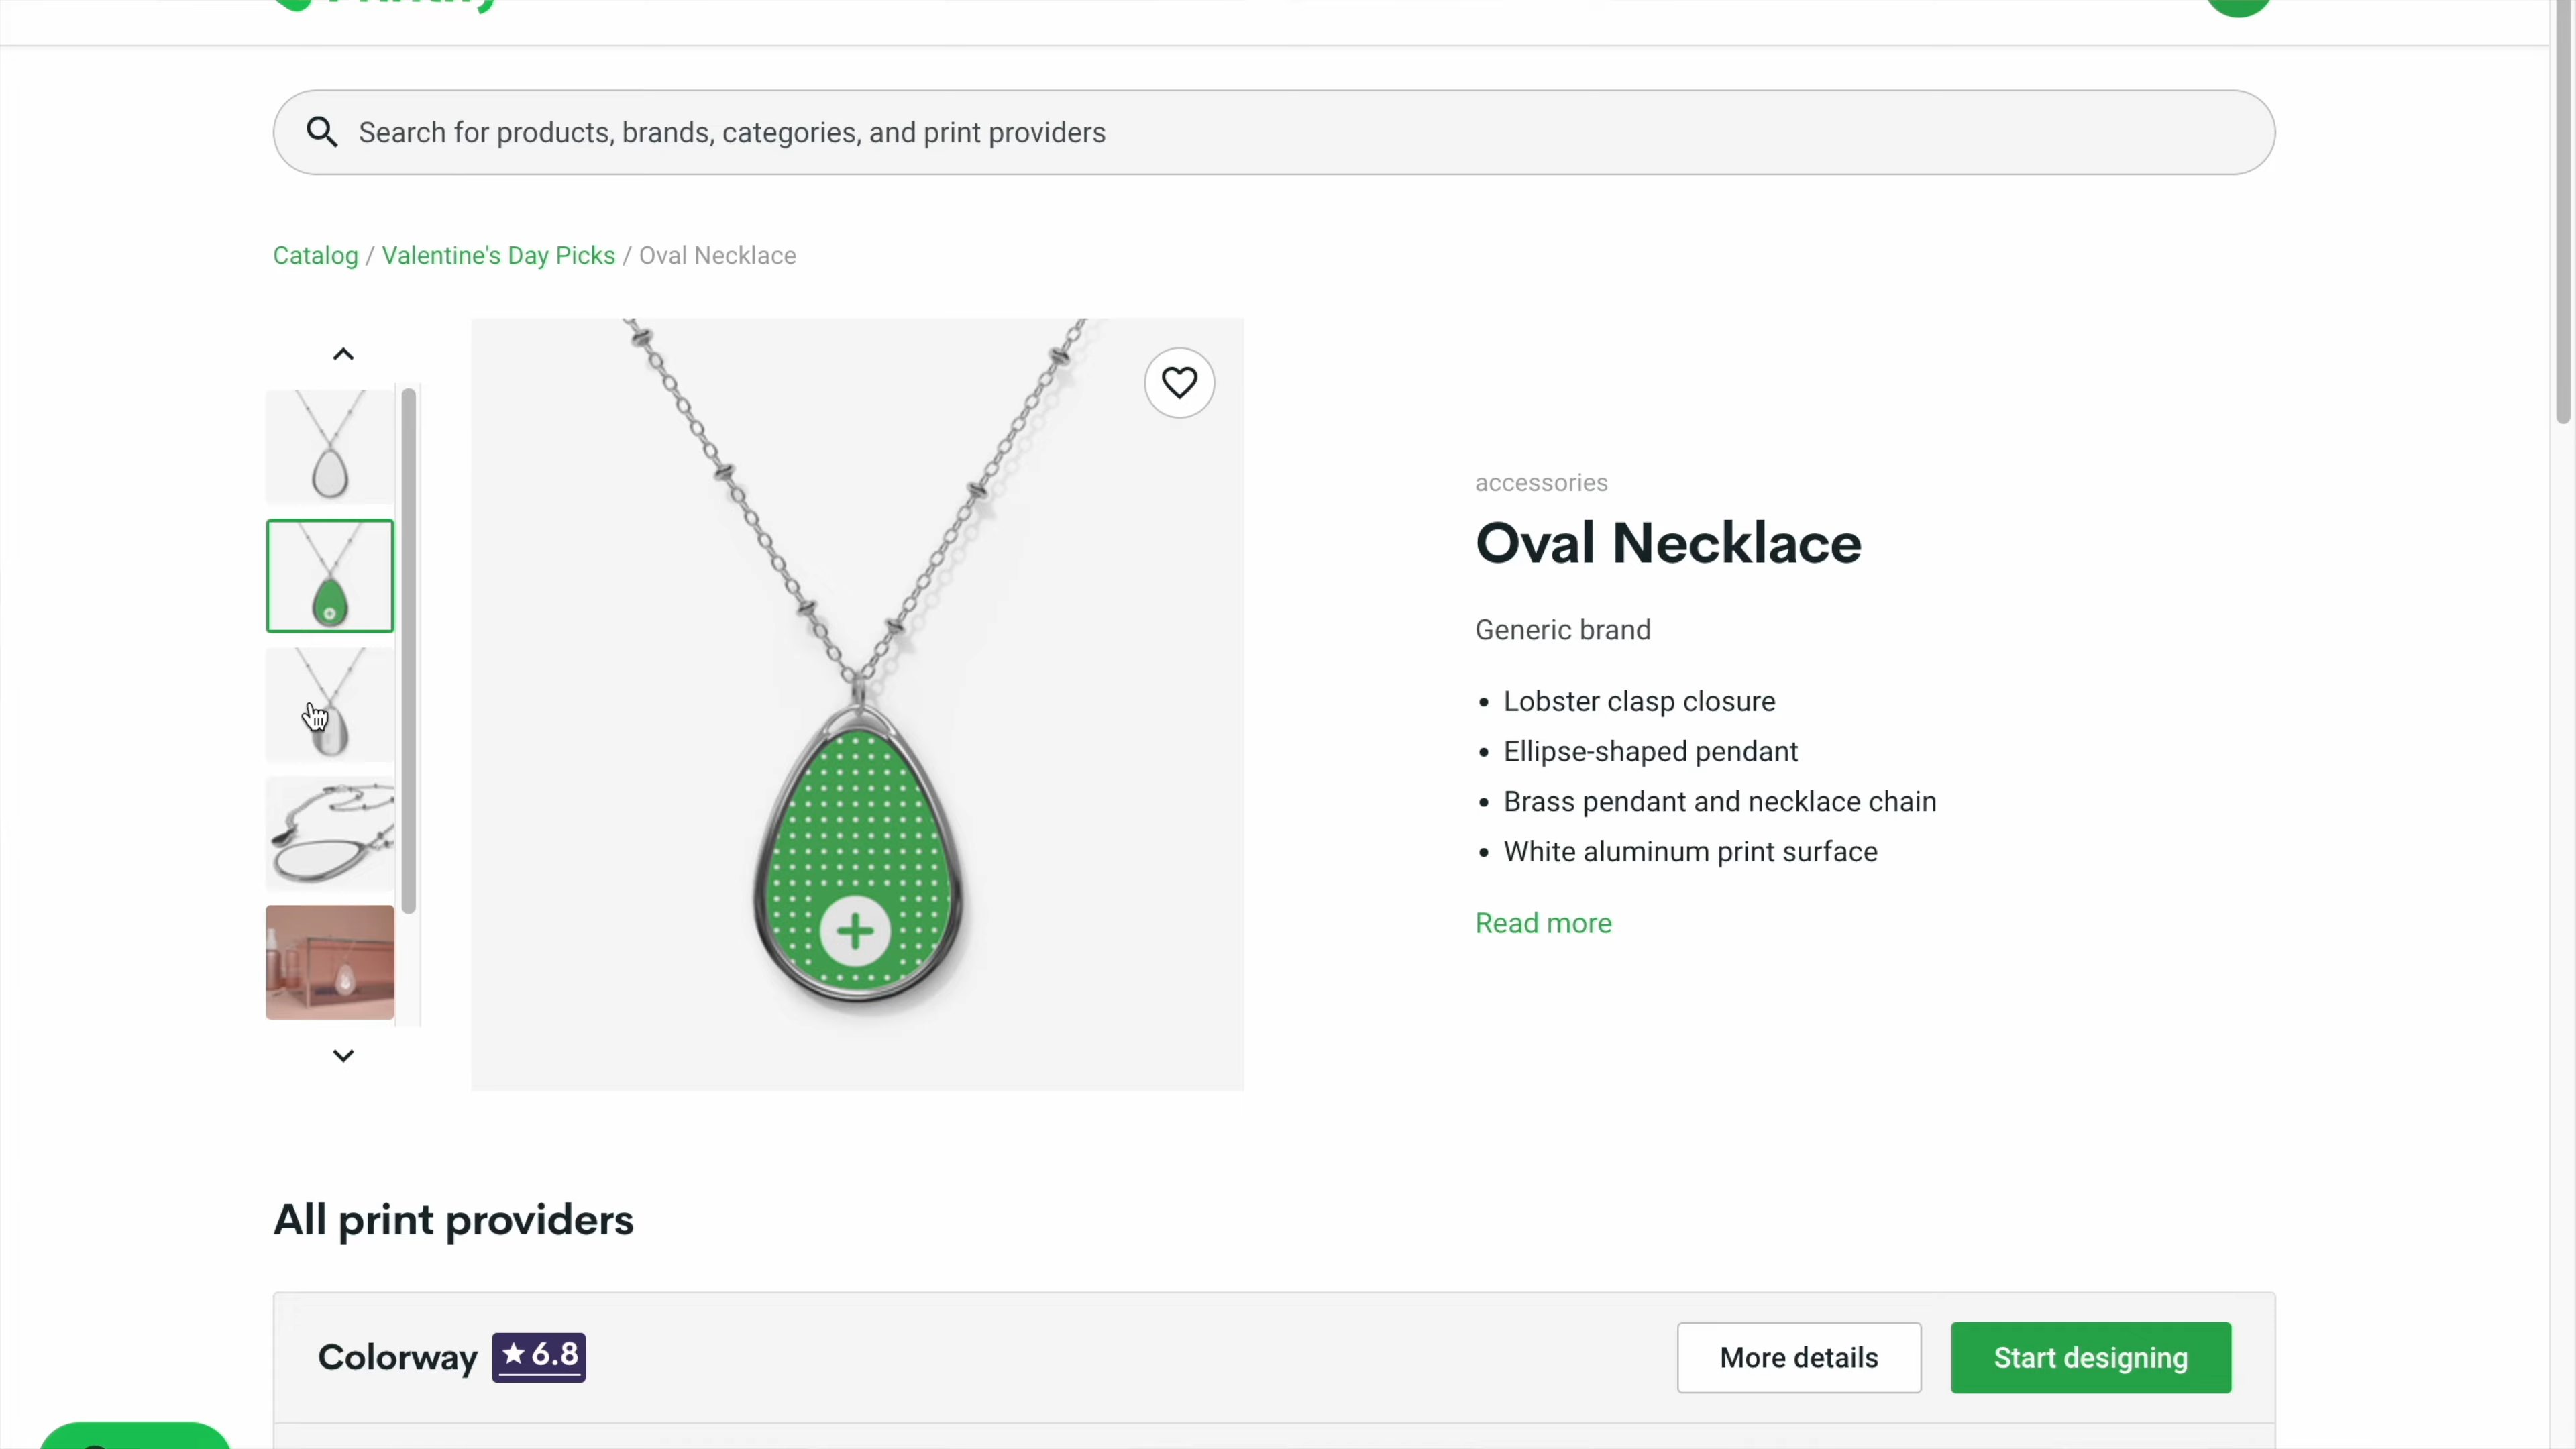 Search for products, brands, categories, and print providers
Catalog / Valentine's Day Picks / Oval Necklace
accessories
Oval Necklace
Generic brand
• Lobster clasp closure
• Ellipse-shaped pendant
• Brass pendant and necklace chain
• White aluminum print surface
Read more
All print providers
Colorway ★ 6.8 More details Start designing